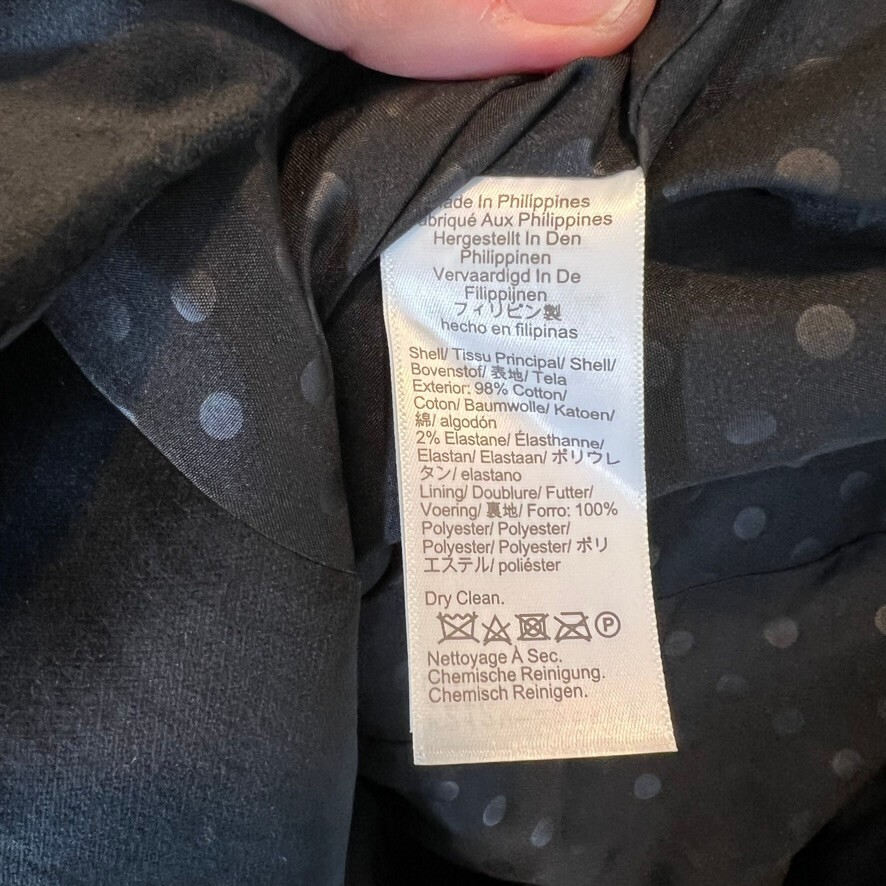 ade In Philippines
abriqué Aux Philippines
Hergestellt In Den
Philippinen
Vervaardigd In De
Filippijnen
フィリピン製
hecho en filipinas
Shell/ Tissu Principal/ Shell/
Bovenstof/ 表地/ Tela
Exterior: 98% Cotton/
Coton/ Baumwolle/ Katoen/
綿/ algodón
2% Elastane/ Élasthanne/
Elastan/ Elastaan/ ポリウレ
タン/ elastano
Lining/ Doublure/ Futter/
Voering/ 裏地/ Forro: 100%
Polyester/ Polyester/
Polyester/ Polyester/ ポリ
エステル/ poliéster
Dry Clean.
P
Nettoyage À Sec.
Chemische Reinigung.
Chemisch Reinigen.